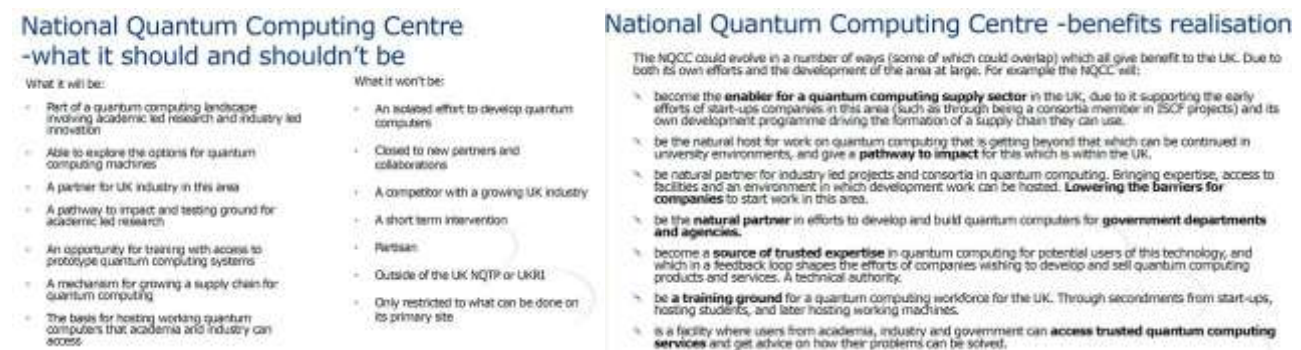 National Quantum Computing Centre
-what it should and shouldn't be
What it will be:
Part of a quantum computing landscape
involving academic led research and industry led
innovation
Able to explore the options for quantum
computing machines
A partner for UK industry in this area
A pathway to impact and testing ground for
academic led research
An opportunity for training with access to
prototype quantum computing systems
A mechanism for growing a supply chain for
quantum computing
The basis for hosting working quantum
computers that academia and industry can
access
What it won't be:
An isolated effort to develop quantum
computers
Closed to new partners and
collaborations
A competitor with a growing UK industry
A short term intervention
Partisan
Outside of the UK NQTP or UKRI
Only restricted to what can be done on
its primary site
National Quantum Computing Centre -benefits realisation
The NQCC could evolve in a number of ways (some of which could overlap) which all give benefit to the UK. Due to
both its own efforts and the development of the area at large. For example the NQCC will:
become the enabler for a quantum computing supply sector in the UK, due to it supporting the early
efforts of start-ups companies in this area (such as through being a consortia member in ISCF projects) and its
own development programme driving the formation of a supply chain they can use.
be the natural host for work on quantum computing that is getting beyond that which can be continued in
university environments, and give a pathway to impact for this which is within the UK.
be natural partner for industry led projects and consortia in quantum computing. Bringing expertise, access to
facilities and an environment in which development work can be hosted. Lowering the barriers for
companies to start work in this area.
be the natural partner in efforts to develop and build quantum computers for government departments
and agencies.
become a source of trusted expertise in quantum computing for potential users of this technology, and
which in a feedback loop shapes the efforts of companies wishing to develop and sell quantum computing
products and services. A technical authority.
be a training ground for a quantum computing workforce for the UK. Through secondments from start-ups,
hosting students, and later hosting working machines.
is a facility where users from academia, industry and government can access trusted quantum computing
services and get advice on how their problems can be solved.